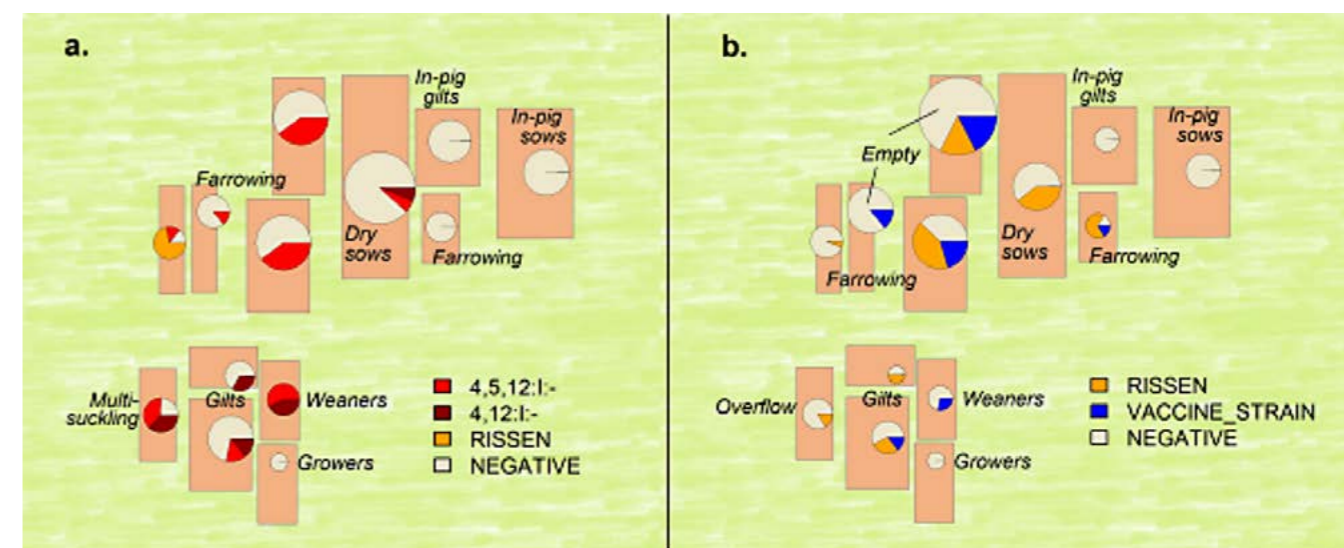 a.
In-pig
gilts
In-pig
sows
Farrowing
Dry
sows
Farrowing
Multi-
suckling
Gilts
Weaners
Growers
4,5,12:I:-
4,12:I:-
RISSEN
NEGATIVE
b.
In-pig
gilts
In-pig
sows
Empty
Dry
sows
Farrowing
Farrowing
Overflow
Gilts
Weaners
Growers
RISSEN
VACCINE_STRAIN
NEGATIVE